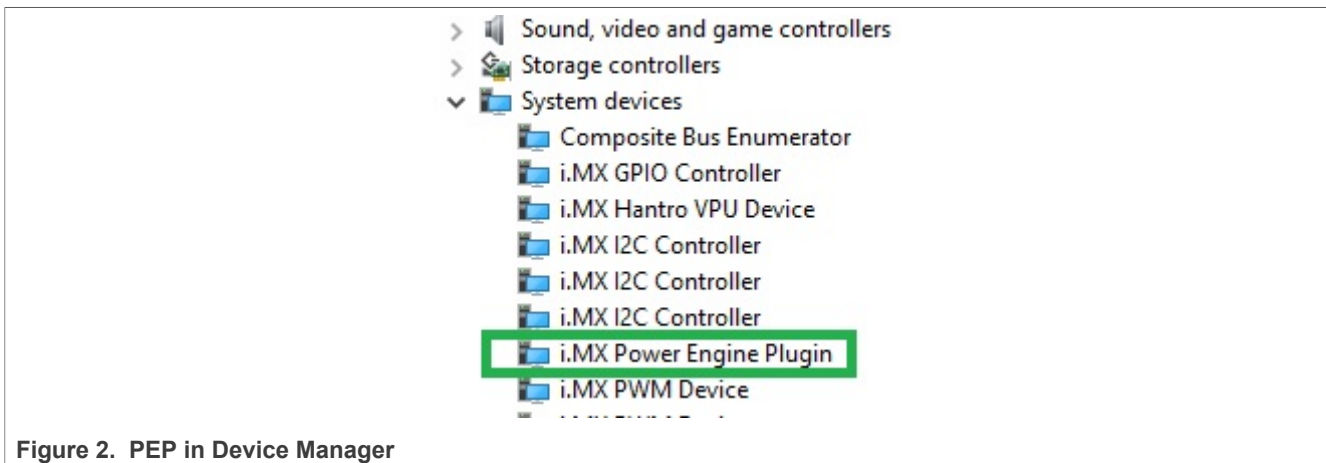 Sound, video and game controllers
Storage controllers
System devices
Composite Bus Enumerator
i.MX GPIO Controller
i.MX Hantro VPU Device
i.MX I2C Controller
i.MX I2C Controller
i.MX I2C Controller
i.MX Power Engine Plugin
i.MX PWM Device
Figure 2. PEP in Device Manager